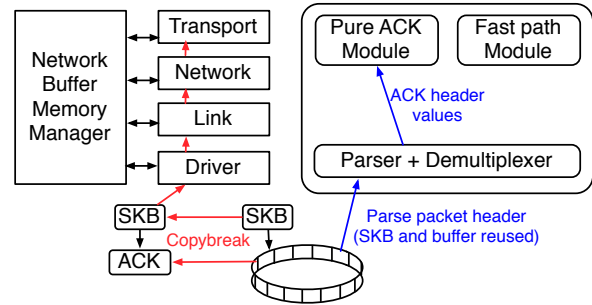 Transport
Network
Link
Driver
Network
Buffer
Memory
Manager
SKB
SKB
Copybreak
ACK
Pure ACK
Module
Fast path
Module
ACK header
values
Parser + Demultiplexer
Parse packet header
(SKB and buffer reused)